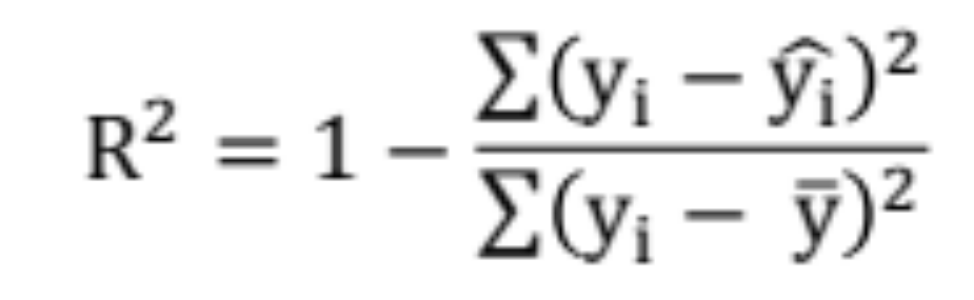 R² = 1 − ∑(yᵢ − ŷᵢ)² / ∑(yᵢ − ȳ)²